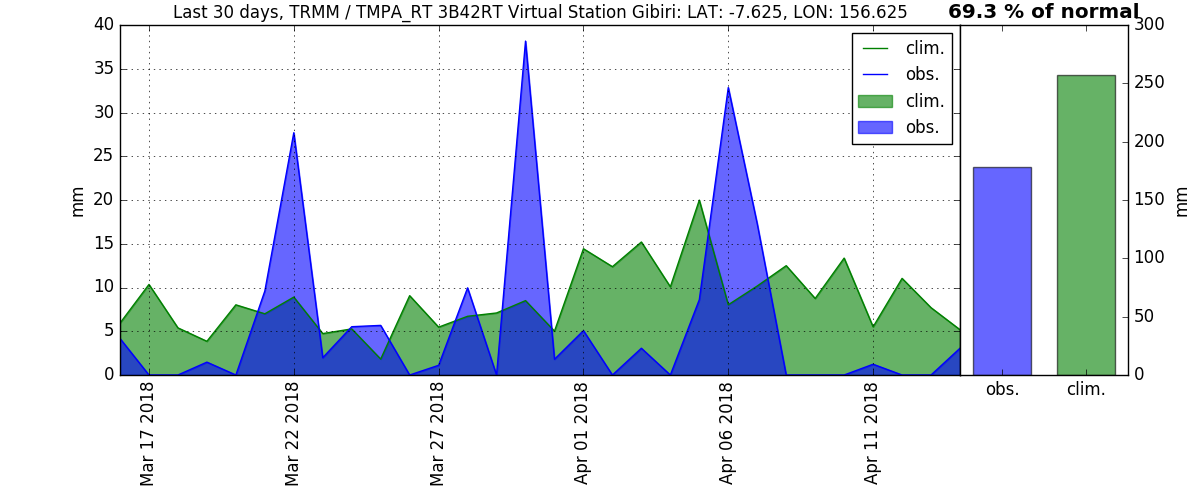 Last 30 days, TRMM / TMPA_RT 3B42RT Virtual Station Gibiri: LAT: -7.625, LON: 156.625
69.3 % of normal
mm
40
35
30
25
20
15
10
5
0
clim.
obs.
clim.
obs.
Mar 17 2018
Mar 22 2018
Mar 27 2018
Apr 01 2018
Apr 06 2018
Apr 11 2018
300
250
200
150
100
50
0
mm
obs.
clim.